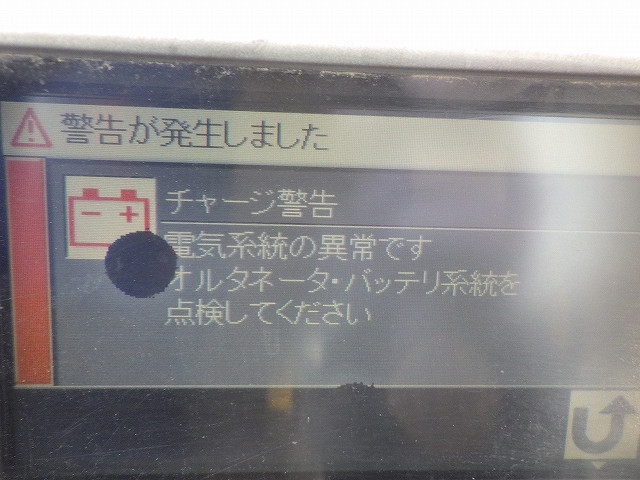 警告が発生しました
チャージ警告
電気系統の異常です
オルタネータ・バッテリ系統を
点検してください